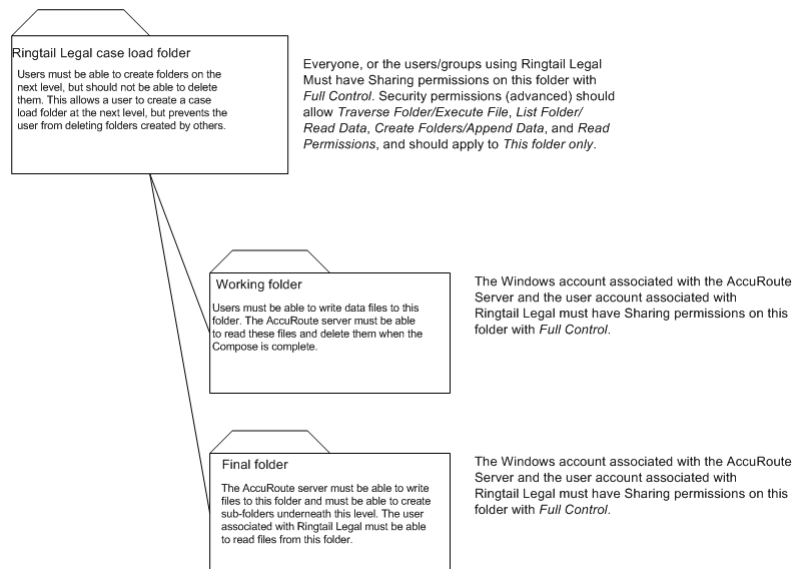 Ringtail Legal case load folder
Users must be able to create folders on the
next level, but should not be able to delete
them. This allows a user to create a case
load folder at the next level, but prevents the
user from deleting folders created by others.
Everyone, or the users/groups using Ringtail Legal
Must have Sharing permissions on this folder with
Full Control. Security permissions (advanced) should
allow Traverse Folder/Execute File, List Folder/
Read Data, Create Folders/Append Data, and Read
Permissions, and should apply to This folder only.
Working folder
Users must be able to write data files to this
folder. The AccuRoute server must be able
to read these files and delete them when the
Compose is complete.
The Windows account associated with the AccuRoute
Server and the user account associated with
Ringtail Legal must have Sharing permissions on this
folder with Full Control.
Final folder
The AccuRoute server must be able to write
files to this folder and must be able to create
sub-folders underneath this level. The user
associated with Ringtail Legal must be able
to read files from this folder.
The Windows account associated with the AccuRoute
Server and the user account associated with
Ringtail Legal must have Sharing permissions on this
folder with Full Control.